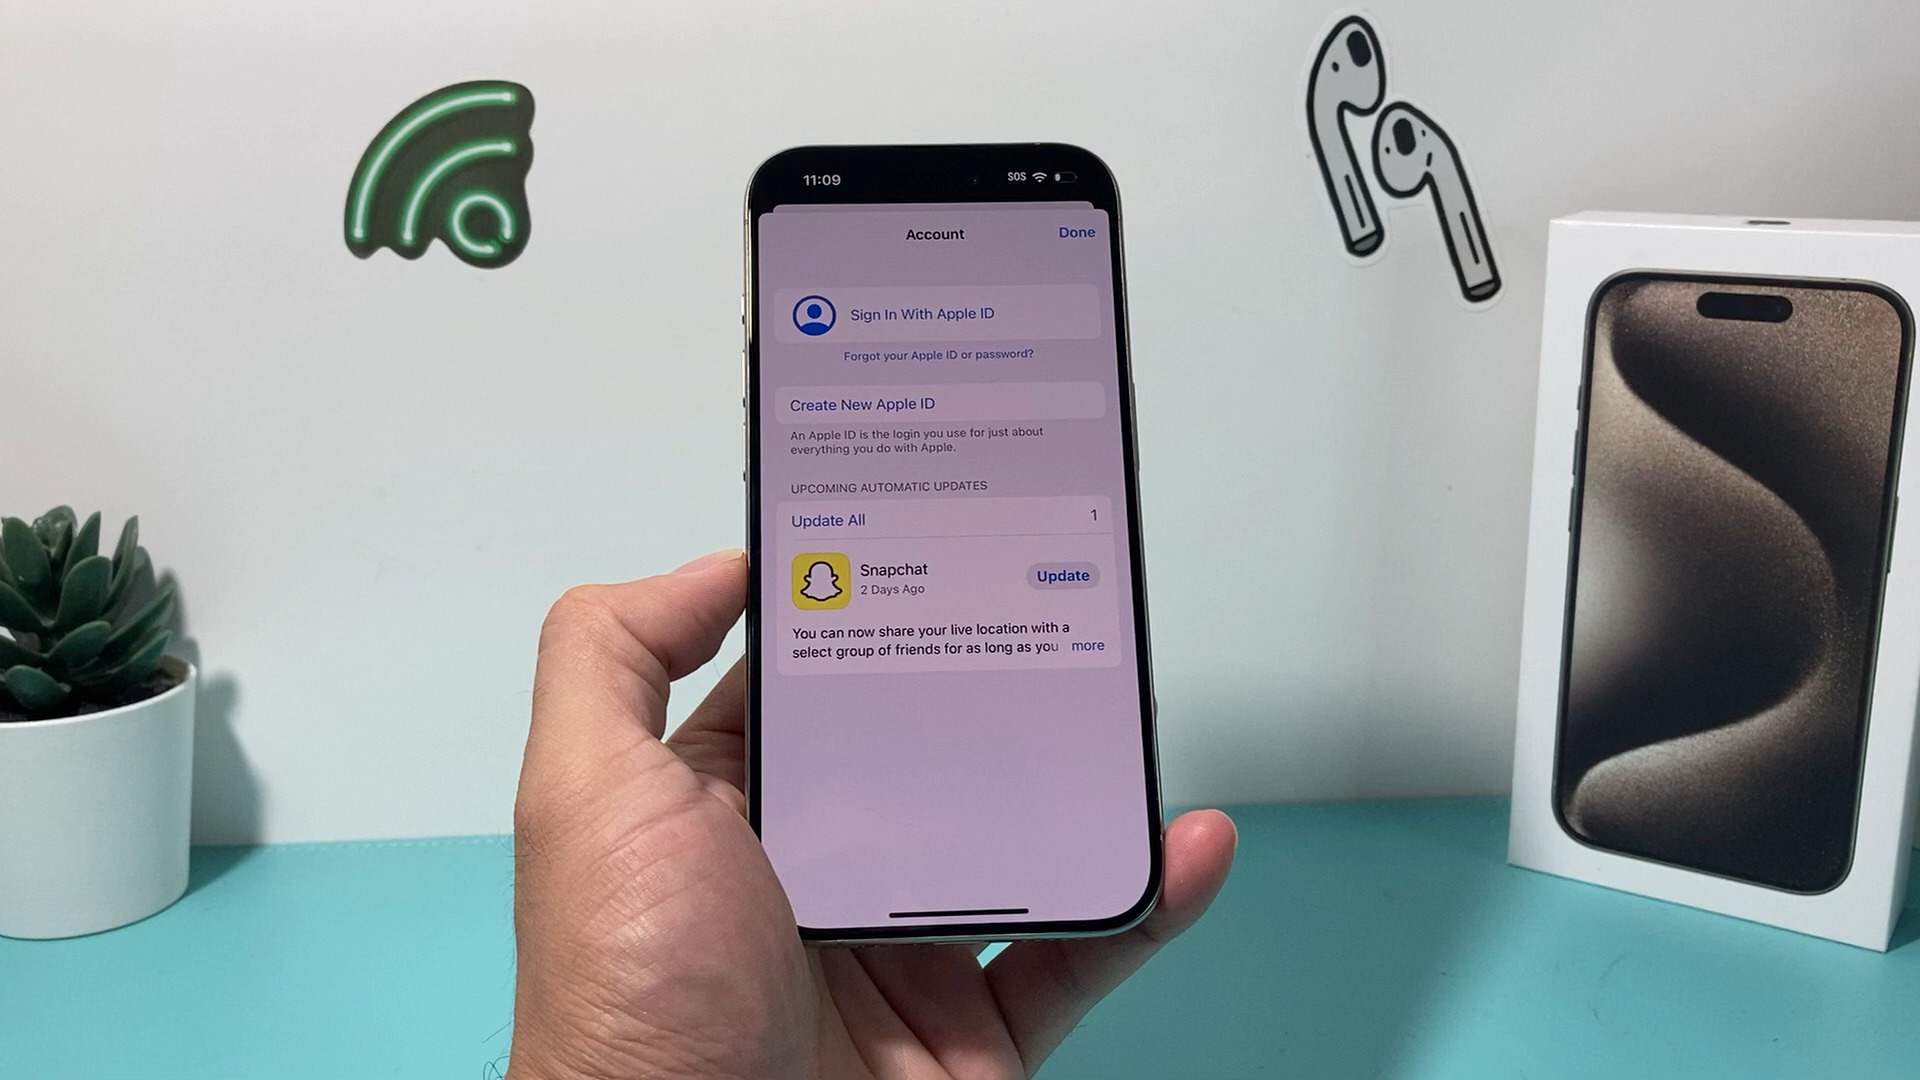 11:09
SOS
Account
Done
Sign In With Apple ID
Forgot your Apple ID or password?
Create New Apple ID
An Apple ID is the login you use for just about
everything you do with Apple.
UPCOMING AUTOMATIC UPDATES
Update All
1
Snapchat
2 Days Ago
Update
You can now share your live location with a
select group of friends for as long as you more